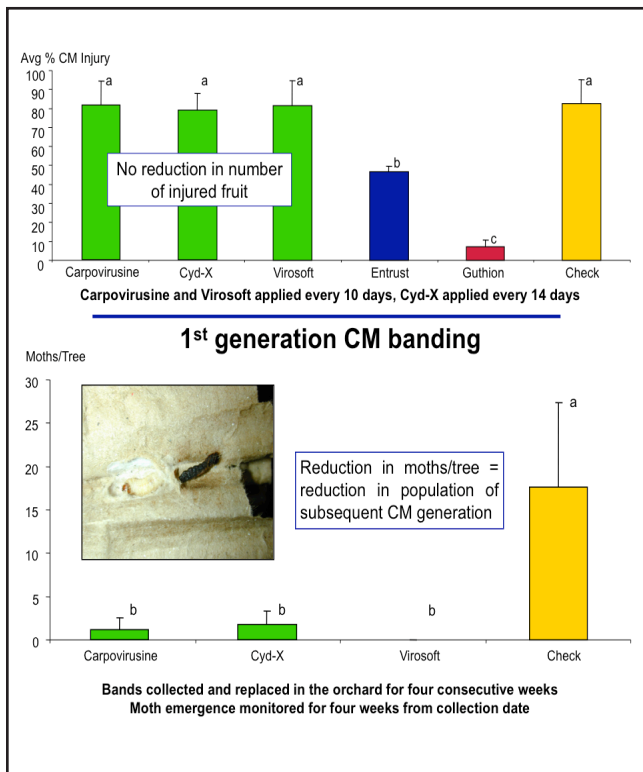 Avg % CM Injury
100
90
80
70
60
50
40
30
20
10
0
a a a b c a
No reduction in number
of injured fruit
Carpovirusine Cyd-X Virosoft Entrust Guthion Check
Carpovirusine and Virosoft applied every 10 days, Cyd-X applied every 14 days
1st generation CM banding
Moths/Tree
30
25
20
15
10
5
0
a
Reduction in moths/tree =
reduction in population of
subsequent CM generation
b b b
Carpovirusine Cyd-X Virosoft Check
Bands collected and replaced in the orchard for four consecutive weeks
Moth emergence monitored for four weeks from collection date